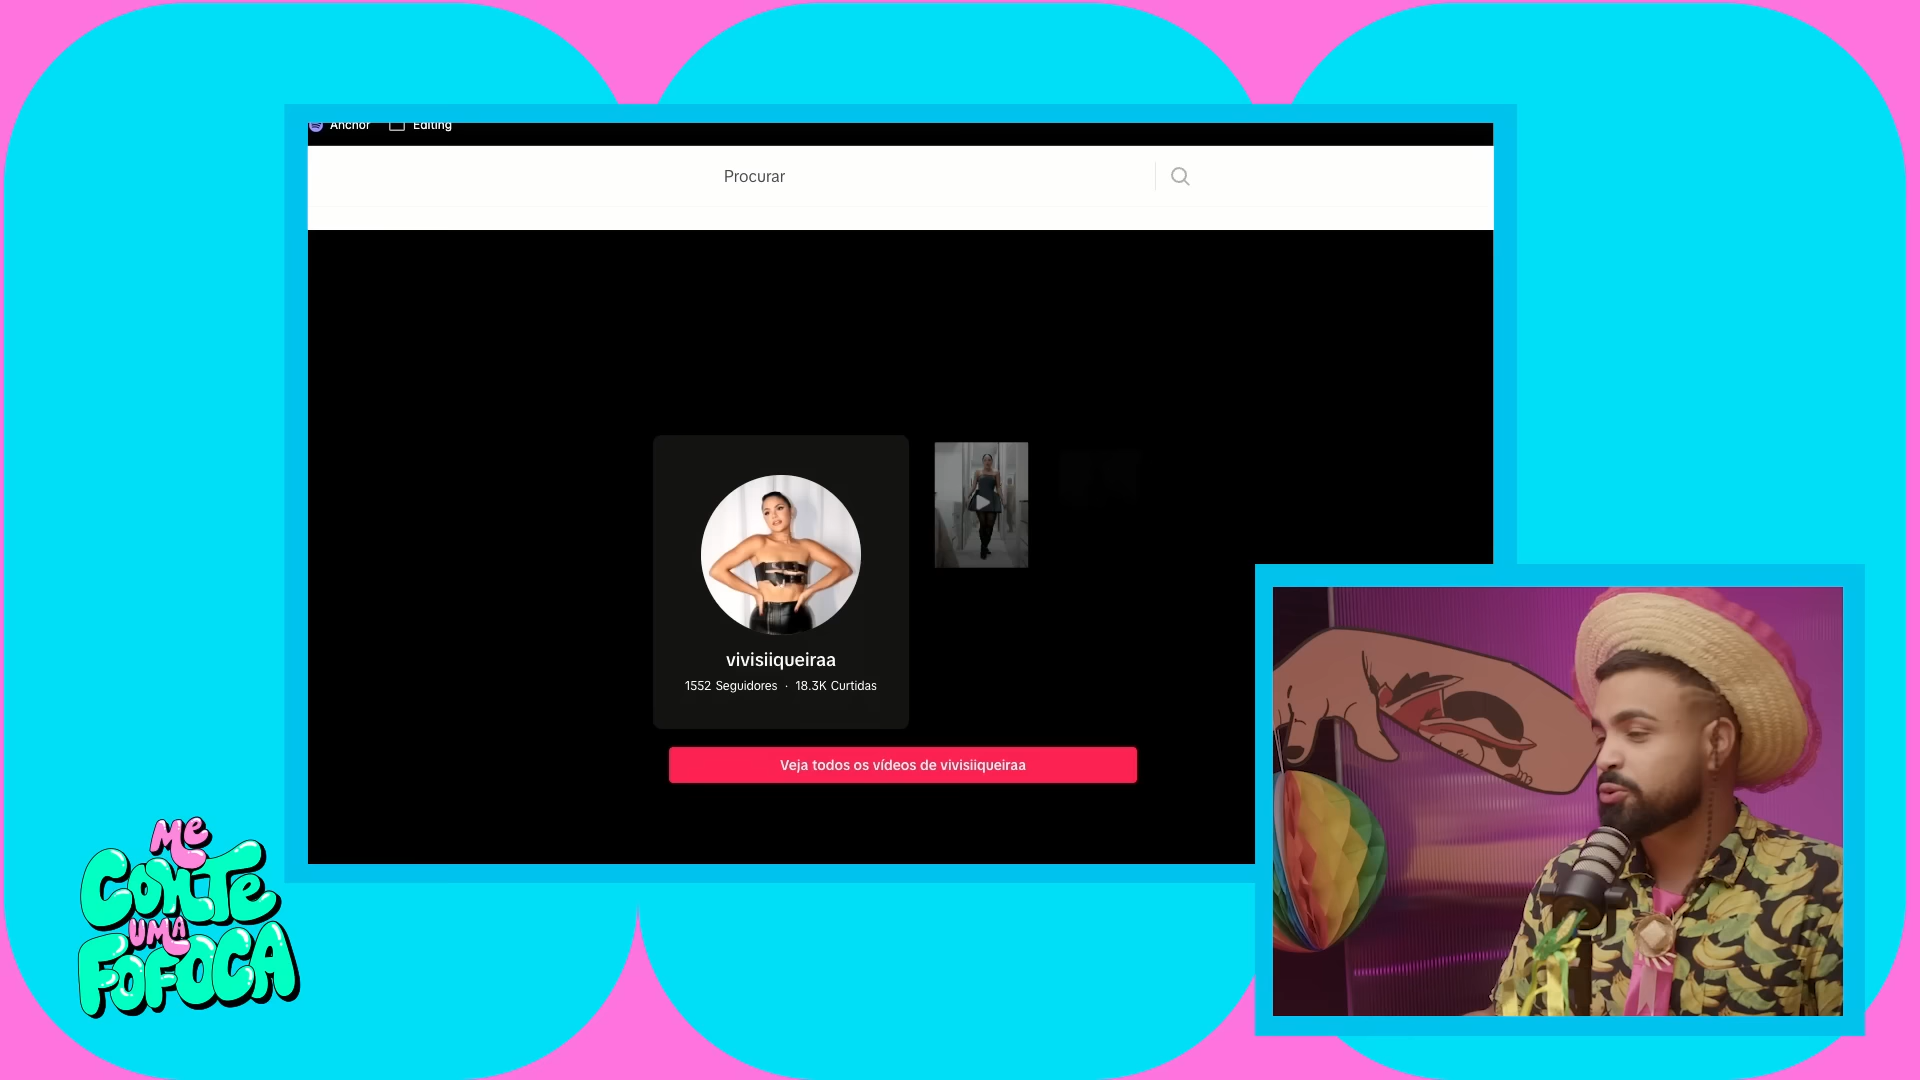 Anchor
Editing
Procurar
vivisiiqueiraa
1552 Seguidores · 18.3K Curtidas
Veja todos os vídeos de vivisiiqueiraa
ME
CONTE
UMA
FOFOCA